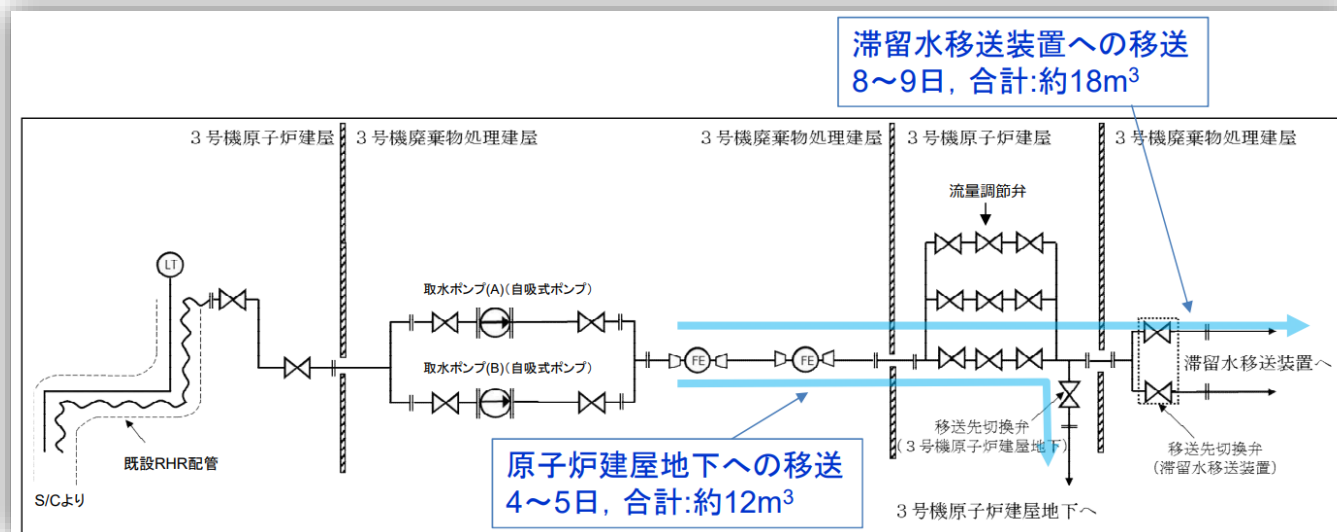 滞留水移送装置への移送
8～9日，合計:約18m³
３号機原子炉建屋
３号機廃棄物処理建屋
３号機廃棄物処理建屋
３号機原子炉建屋
３号機廃棄物処理建屋
流量調節弁
LT
取水ポンプ(A)(自吸式ポンプ)
取水ポンプ(B)(自吸式ポンプ)
FE
FE
滞留水移送装置へ
移送先切換弁
(３号機原子炉建屋地下)
移送先切換弁
(滞留水移送装置)
既設RHR配管
S/Cより
原子炉建屋地下への移送
4～5日，合計:約12m³
３号機原子炉建屋地下へ